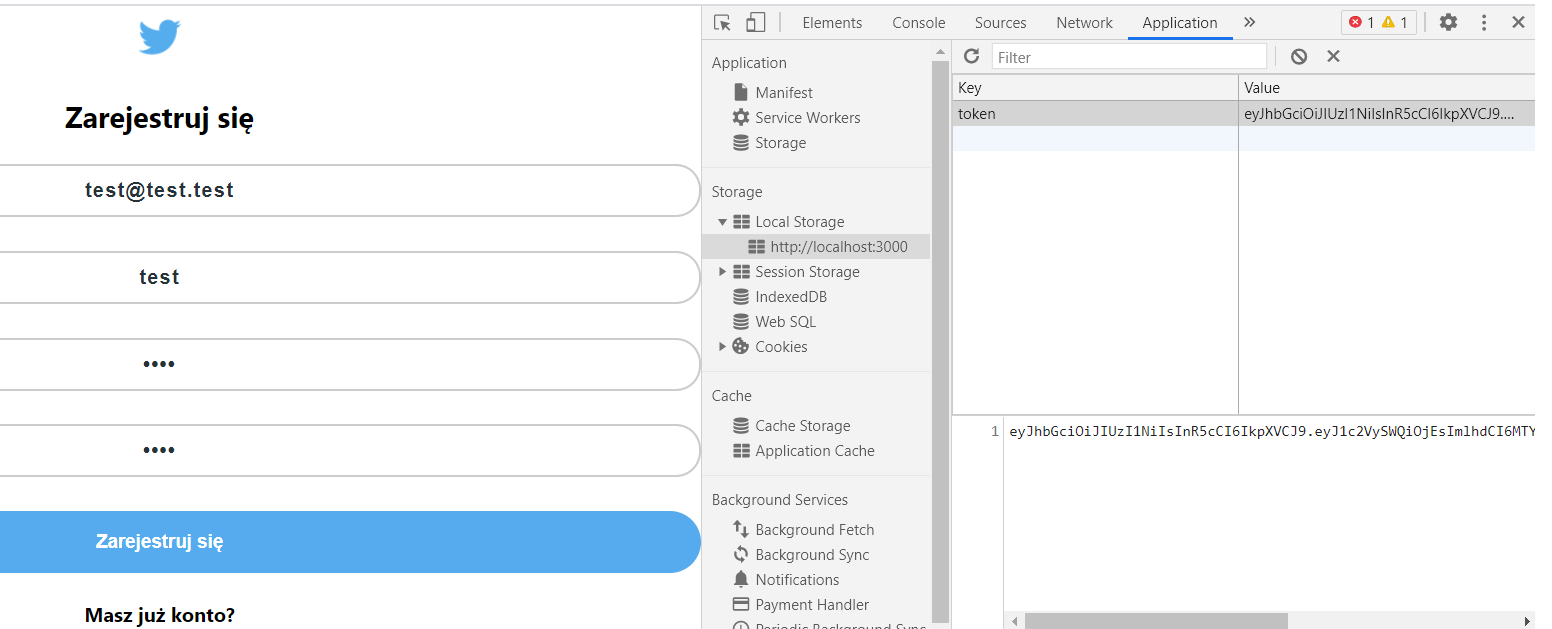 Zarejestruj się
test@test.test
test
••••
••••
Zarejestruj się
Masz już konto?
Elements Console Sources Network Application » 1 1
Application
Manifest
Service Workers
Storage
Storage
Local Storage
http://localhost:3000
Session Storage
IndexedDB
Web SQL
Cookies
Cache
Cache Storage
Application Cache
Background Services
Background Fetch
Background Sync
Notifications
Payment Handler
Periodic Background Sync
Filter
Key Value
token eyJhbGciOiJIUzI1NiIsInR5cCI6IkpXVCJ9....
1 eyJhbGciOiJIUzI1NiIsInR5cCI6IkpXVCJ9.eyJ1c2VySWQiOjEsImlhdCI6MTY